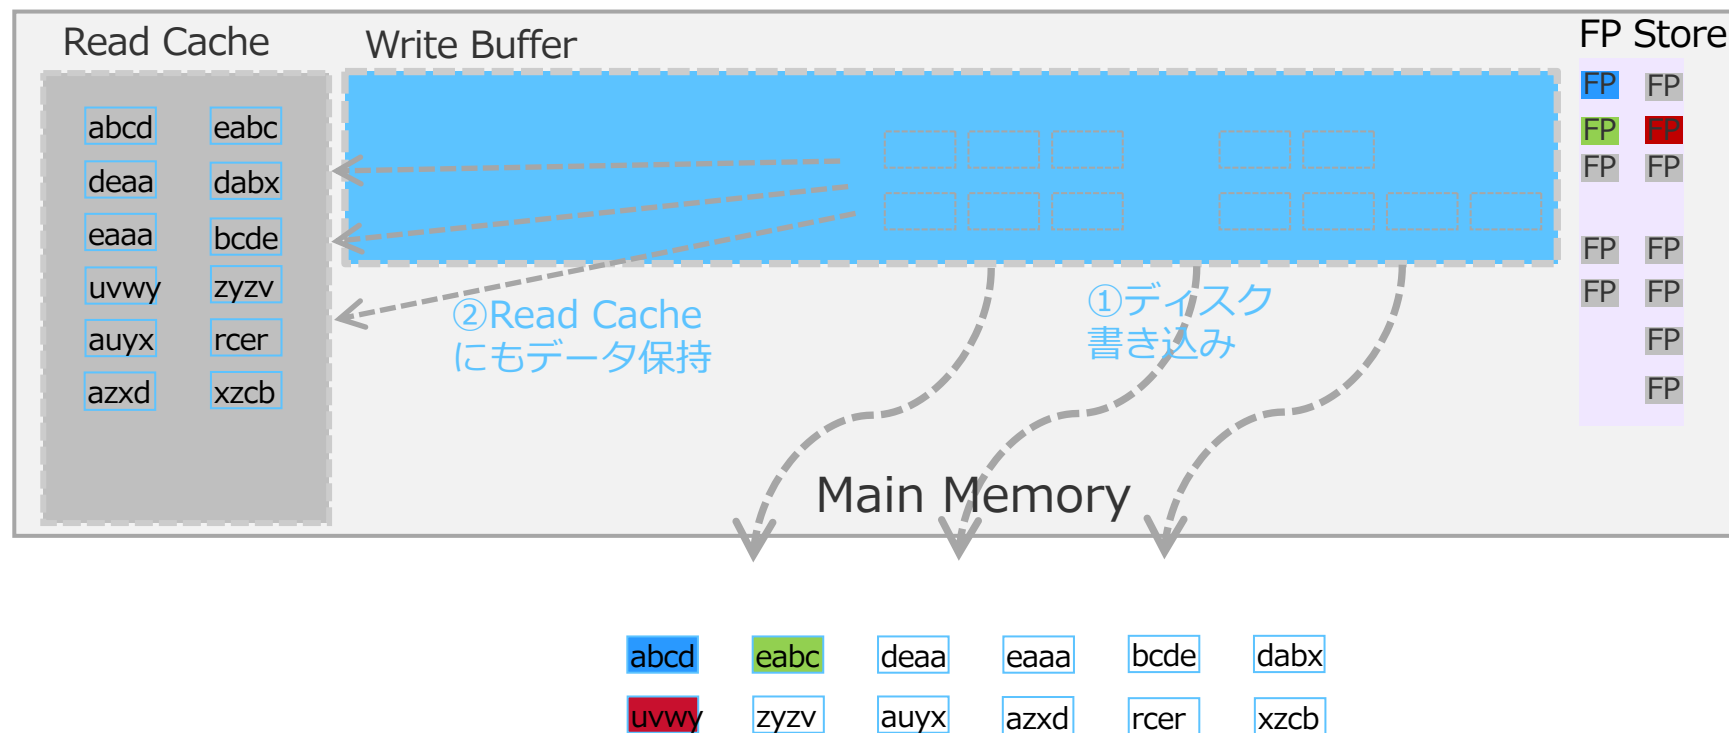 Read Cache
Write Buffer
FP Store
abcd eabc
deaa dabx
eaaa bcde
uvwy zyzv
auyx rcer
azxd xzcb
FP FP
FP FP
FP FP
FP FP
FP FP
FP
FP
②Read Cache
にもデータ保持
①ディスク
書き込み
Main Memory
abcd eabc deaa eaaa bcde dabx
uvwy zyzv auyx azxd rcer xzcb